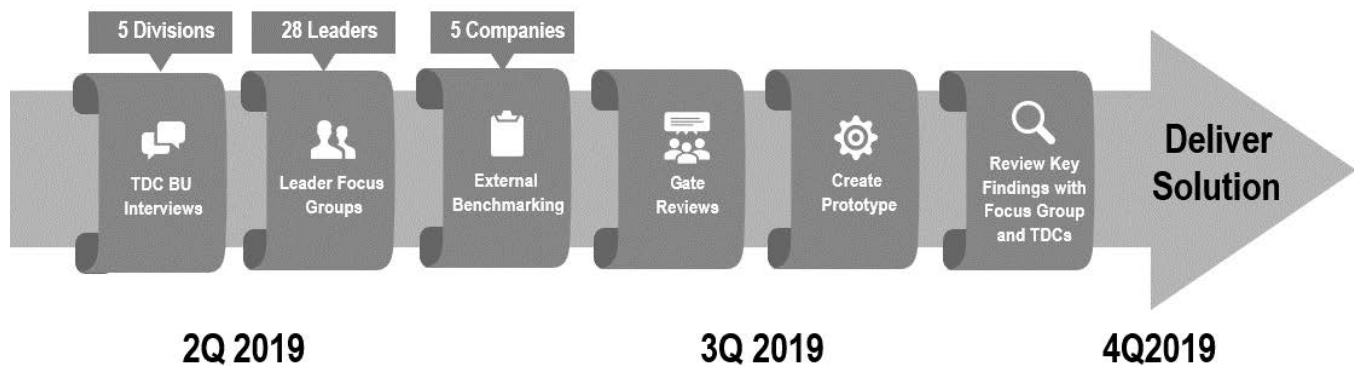 5 Divisions
28 Leaders
5 Companies
TDC BU
Interviews
Leader Focus
Groups
External
Benchmarking
Gate
Reviews
Create
Prototype
Review Key
Findings with
Focus Group
and TDCs
Deliver
Solution
2Q 2019
3Q 2019
4Q2019